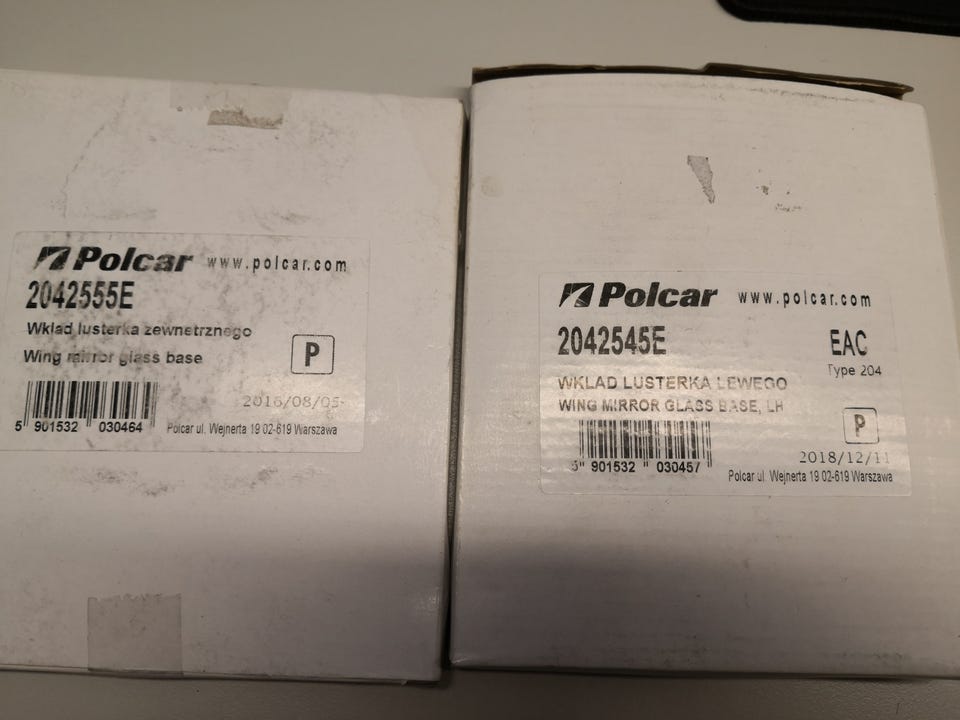 Polcar www.polcar.com
2042555E
Wkład lusterka zewnetrznego
Wing mirror glass base
P
2016/08/05-
5 901532 030464
Polcar ul. Wejnerta 19 02-619 Warszawa
Polcar www.polcar.com
2042545E
EAC
Type 204
WKLAD LUSTERKA LEWEGO
WING MIRROR GLASS BASE, LH
P
2018/12/11
5 901532 030457
Polcar ul. Wejnerta 19 02-619 Warszawa